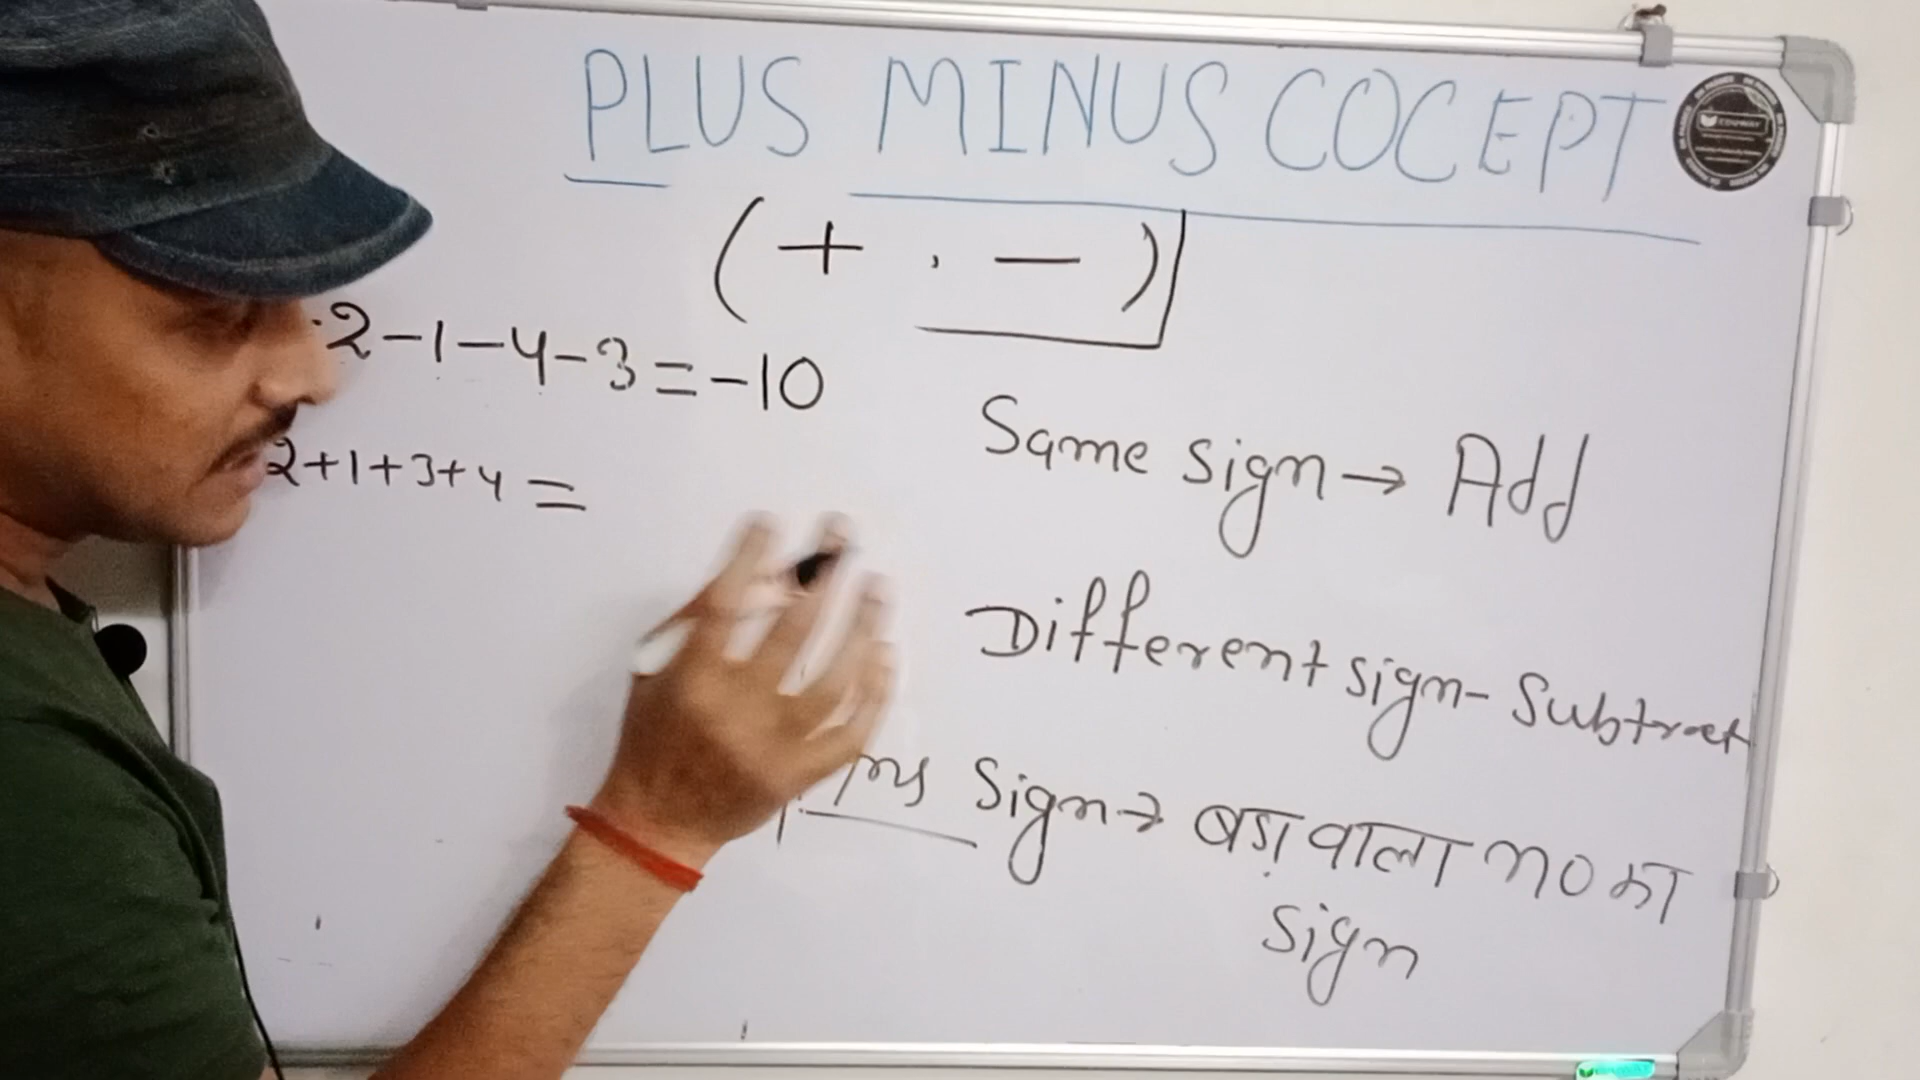 PLUS MINUS COCEPT
(+ , -)
2-1-4-3=-10
2+1+3+4=
Same sign→ Add
Different sign- Subtract
sign→ बड़ा वाला no का
sign
EDUWAY